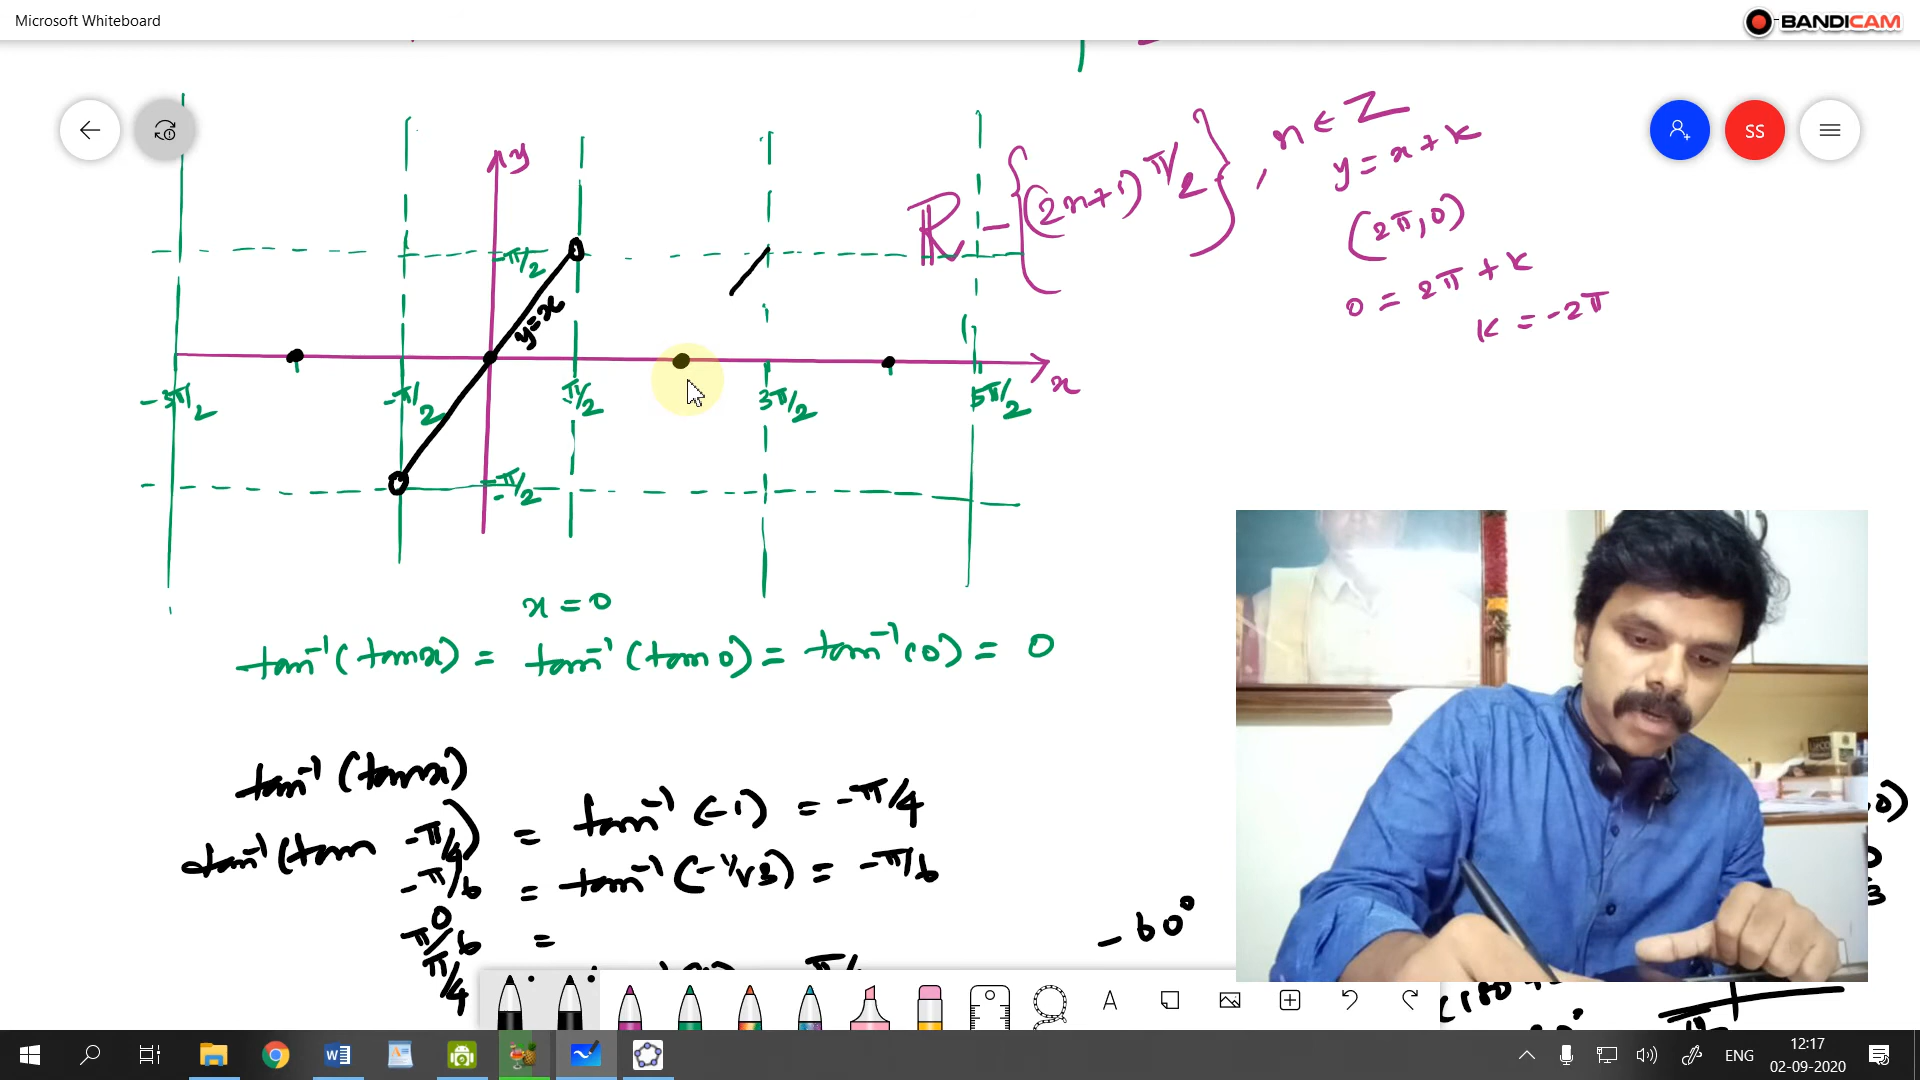 Microsoft Whiteboard
BANDICAM
SS
y
R - {(2n+1) π/2}, n ∈ Z
y = x + k
(2π, 0)
0 = 2π + k
k = -2π
π/2
y=x
-3π/2
-π/2
π/2
3π/2
5π/2
x
-π/2
x = 0
tan⁻¹(tan x) = tan⁻¹(tan 0) = tan⁻¹(0) = 0
tan⁻¹(tan x)
tan⁻¹(tan -π/4) = tan⁻¹(-1) = -π/4
-π/6 = tan⁻¹(-1/√3) = -π/6
0
π/6 =
π/4
-60°
A
ENG
12:17
02-09-2020